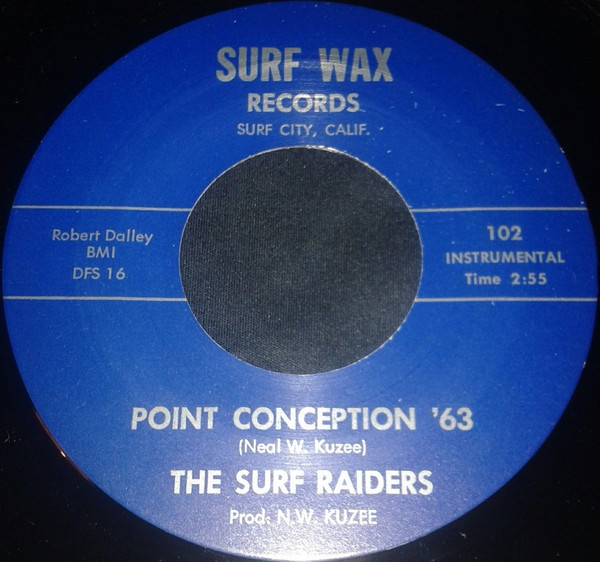 SURF WAX
RECORDS
SURF CITY, CALIF.
Robert Dalley
BMI
DFS 16
102
INSTRUMENTAL
Time 2:55
POINT CONCEPTION '63
(Neal W. Kuzee)
THE SURF RAIDERS
Prod: N.W. KUZEE